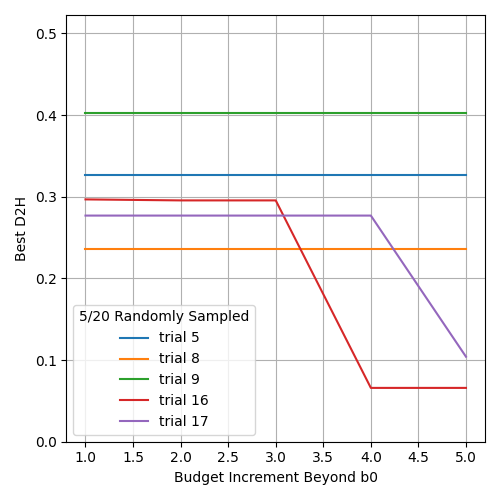 0.5
0.4
0.3
0.2
0.1
0.0
Best D2H
5/20 Randomly Sampled
trial 5
trial 8
trial 9
trial 16
trial 17
1.0 1.5 2.0 2.5 3.0 3.5 4.0 4.5 5.0
Budget Increment Beyond b0